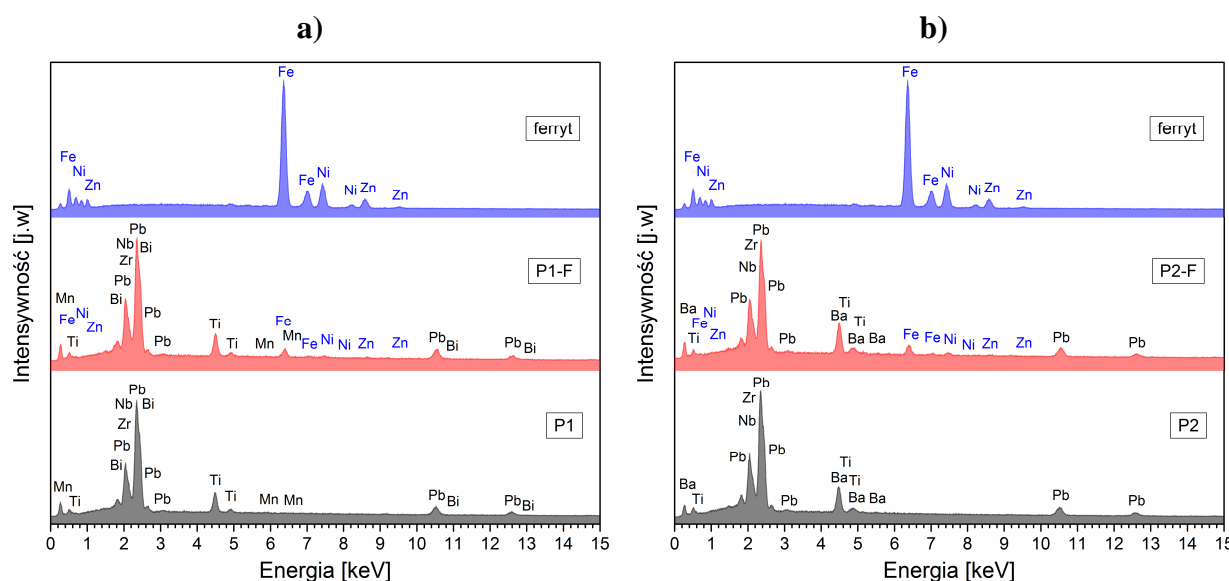 a)
b)
Intensywność [j.w]
Fe
ferryt
Fe
Ni
Zn
Fe
Ni
Ni
Zn
Zn
Pb
Nb
Bi
Zr
P1-F
Pb
Mn
Bi
Ni
Fe
Zn
Ti
Pb
Pb
Ti
Ti
Mn
Fe
Mn
Fe
Ni
Ni
Zn
Zn
Pb
Bi
Pb
Bi
Pb
Nb
Bi
Zr
P1
Pb
Bi
Mn
Ti
Pb
Pb
Ti
Ti
Mn
Mn
Pb
Bi
Pb
Bi
0 1 2 3 4 5 6 7 8 9 10 11 12 13 14 15
Energia [keV]
Intensywność [j.w]
Fe
ferryt
Fe
Ni
Zn
Fe
Ni
Ni
Zn
Zn
Pb
Zr
P2-F
Nb
Pb
Pb
Ba
Ni
Fe
Zn
Ti
Pb
Ti
Ba
Ti
Ba
Ba
Fe
Fe
Ni
Ni
Zn
Zn
Pb
Pb
Pb
Zr
P2
Nb
Pb
Pb
Ba
Ti
Pb
Ti
Ba
Ti
Ba
Ba
Pb
Pb
0 1 2 3 4 5 6 7 8 9 10 11 12 13 14 15
Energia [keV]